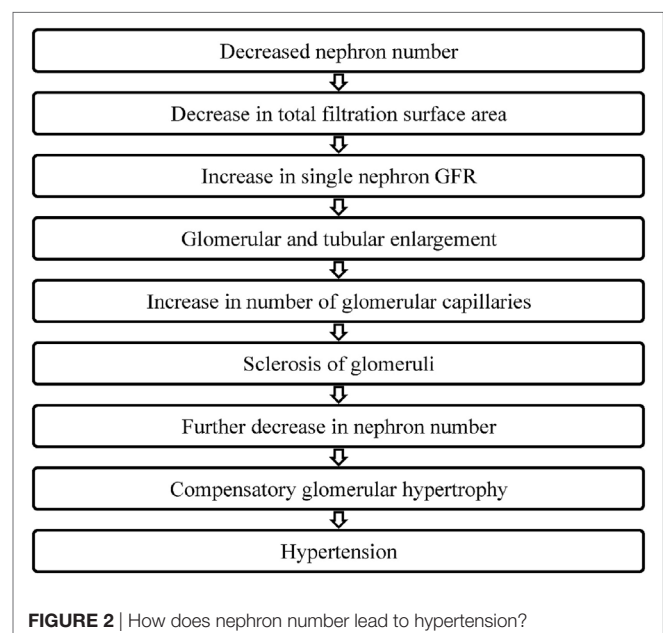 Decreased nephron number
Decrease in total filtration surface area
Increase in single nephron GFR
Glomerular and tubular enlargement
Increase in number of glomerular capillaries
Sclerosis of glomeruli
Further decrease in nephron number
Compensatory glomerular hypertrophy
Hypertension
FIGURE 2 | How does nephron number lead to hypertension?